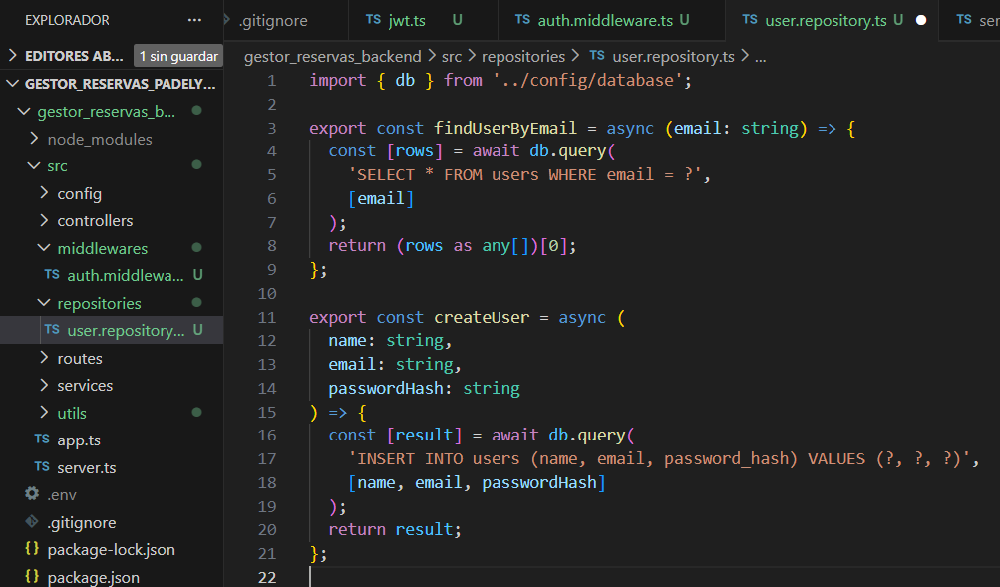 EXPLORADOR ...
EDITORES AB... 1 sin guardar
GESTOR_RESERVAS_PADELY...
gestor_reservas_b...
node_modules
src
config
controllers
middlewares
TS auth.middlewa... U
repositories
TS user.repository... U
routes
services
utils
TS app.ts
TS server.ts
.env
.gitignore
{} package-lock.json
{} package.json
.gitignore TS jwt.ts U TS auth.middleware.ts U TS user.repository.ts U TS ser
gestor_reservas_backend > src > repositories > TS user.repository.ts > ...
1 import { db } from '../config/database';
2
3 export const findUserByEmail = async (email: string) => {
4 const [rows] = await db.query(
5 'SELECT * FROM users WHERE email = ?',
6 [email]
7 );
8 return (rows as any[])[0];
9 };
10
11 export const createUser = async (
12 name: string,
13 email: string,
14 passwordHash: string
15 ) => {
16 const [result] = await db.query(
17 'INSERT INTO users (name, email, password_hash) VALUES (?, ?, ?)',
18 [name, email, passwordHash]
19 );
20 return result;
21 };
22